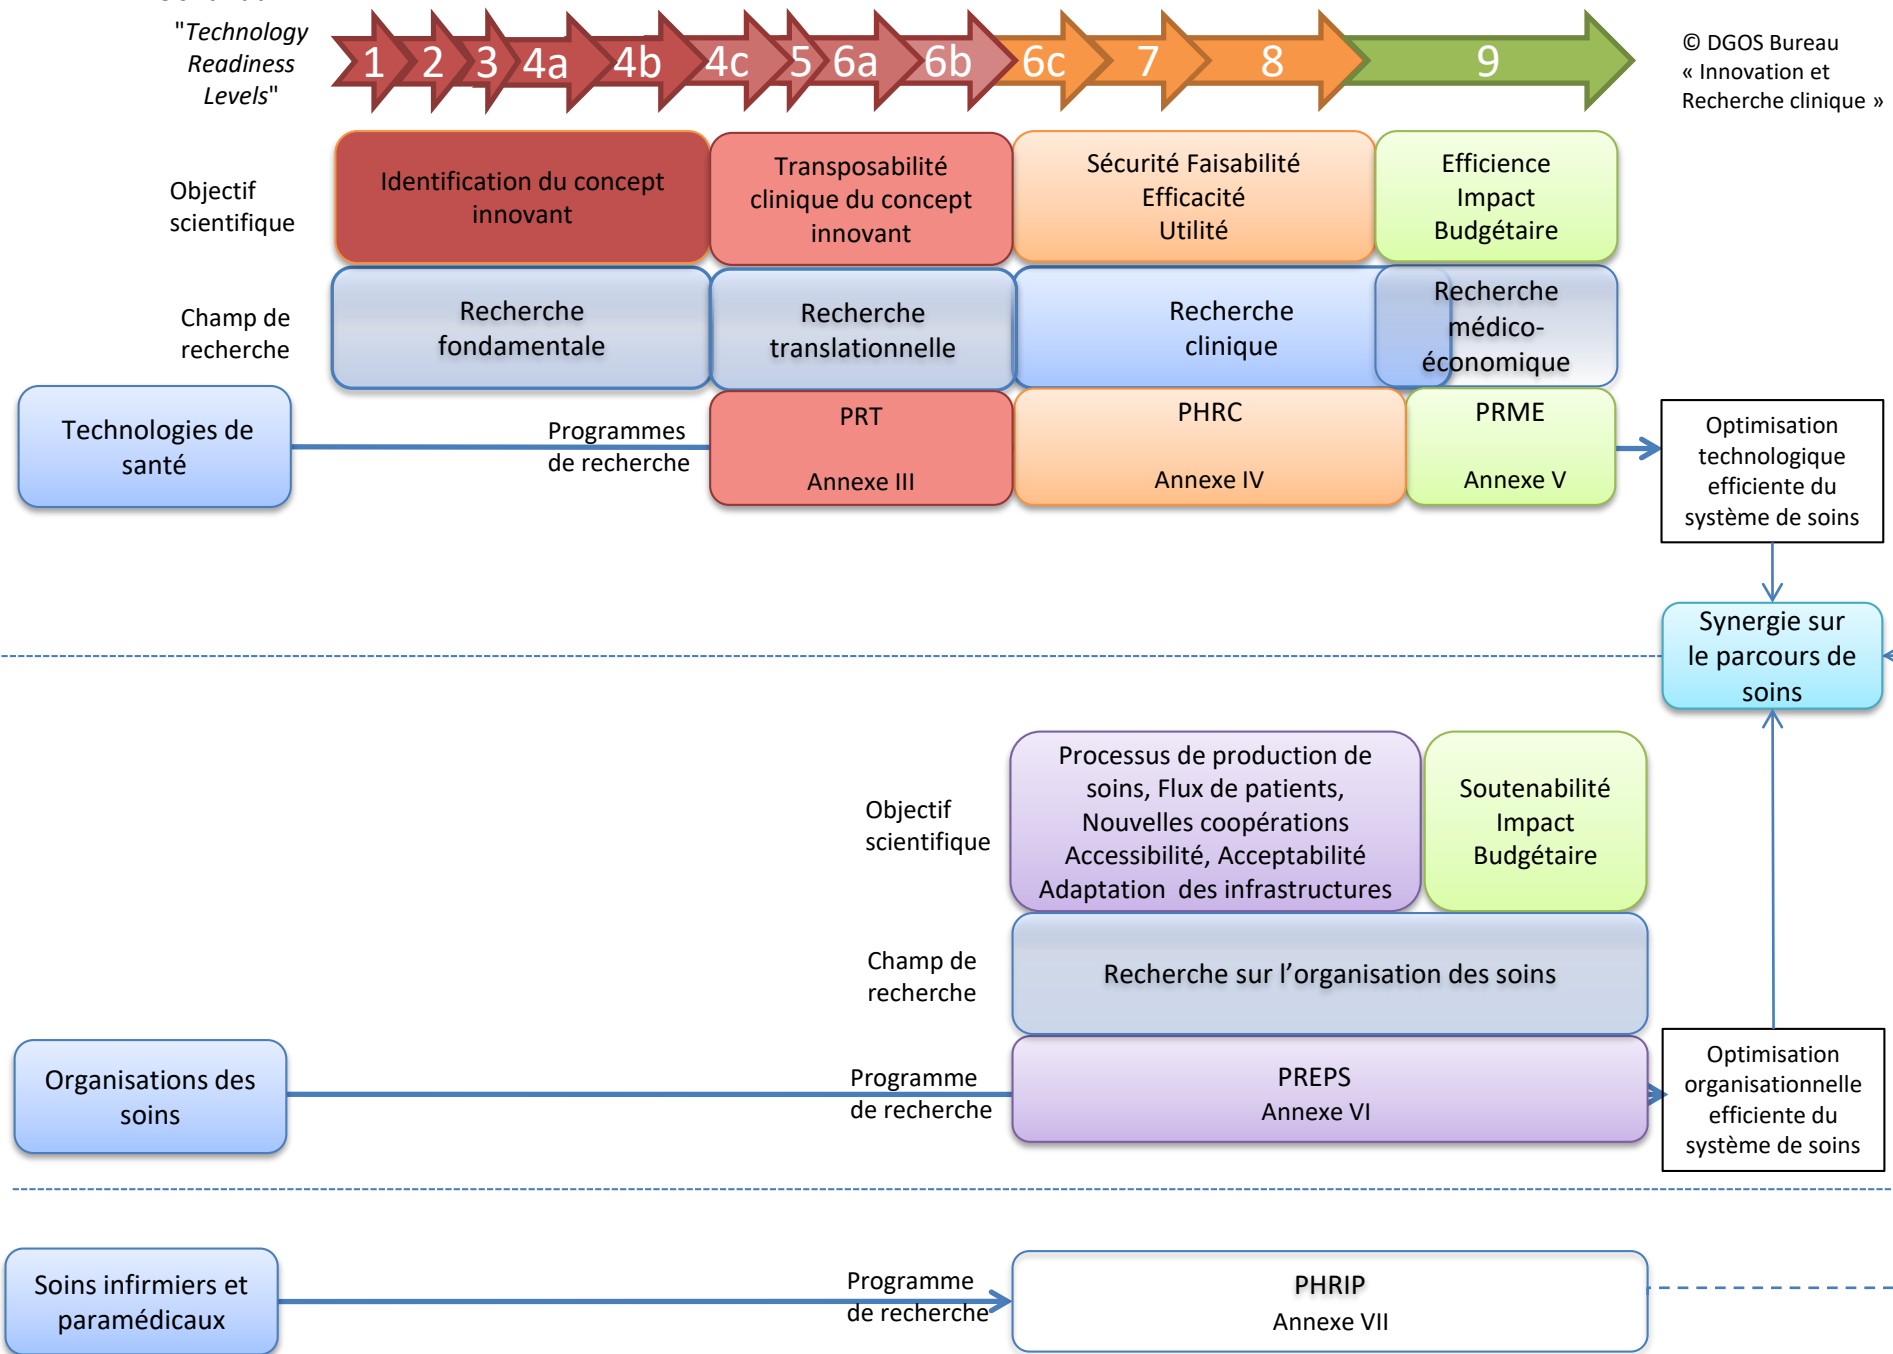 "Technology
Readiness
Levels"
1 2 3 4a 4b 4c 5 6a 6b 6c 7 8 9
© DGOS Bureau
« Innovation et
Recherche clinique »
Objectif
scientifique
Identification du concept
innovant
Transposabilité
clinique du concept
innovant
Sécurité Faisabilité
Efficacité
Utilité
Efficience
Impact
Budgétaire
Champ de
recherche
Recherche
fondamentale
Recherche
translationnelle
Recherche
clinique
Recherche
médico-
économique
Technologies de
santé
Programmes
de recherche
PRT
Annexe III
PHRC
Annexe IV
PRME
Annexe V
Optimisation
technologique
efficiente du
système de soins
Synergie sur
le parcours de
soins
Objectif
scientifique
Processus de production de
soins, Flux de patients,
Nouvelles coopérations
Accessibilité, Acceptabilité
Adaptation des infrastructures
Soutenabilité
Impact
Budgétaire
Champ de
recherche
Recherche sur l'organisation des soins
Organisations des
soins
Programme
de recherche
PREPS
Annexe VI
Optimisation
organisationnelle
efficiente du
système de soins
Soins infirmiers et
paramédicaux
Programme
de recherche
PHRIP
Annexe VII